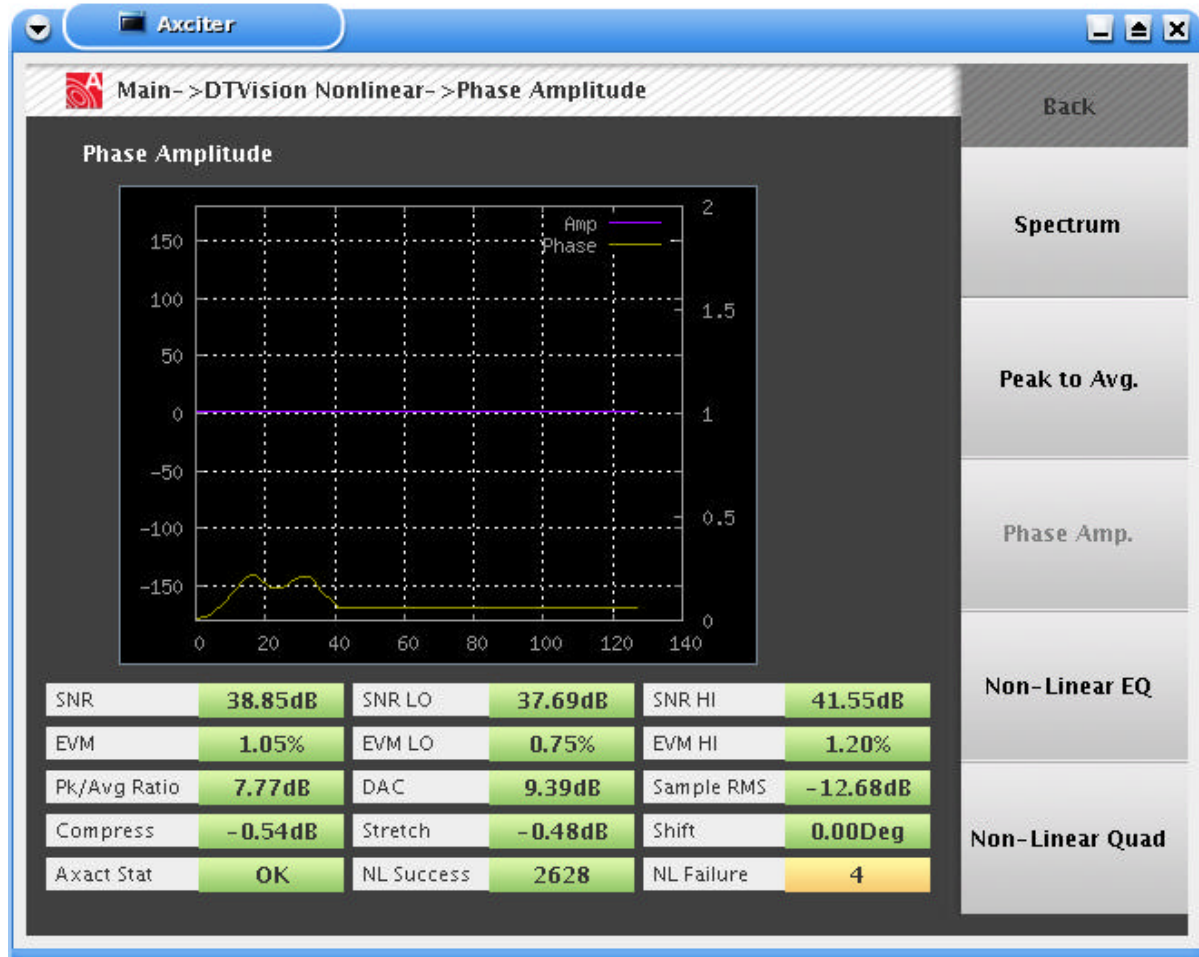 Axciter
Main->DTVision Nonlinear->Phase Amplitude
Back
Phase Amplitude
Spectrum
Peak to Avg.
Phase Amp.
Non-Linear EQ
Non-Linear Quad
Amp
Phase
150
100
50
0
-50
-100
-150
2
1.5
1
0.5
0
0 20 40 60 80 100 120 140
SNR 38.85dB SNR LO 37.69dB SNR HI 41.55dB
EVM 1.05% EVM LO 0.75% EVM HI 1.20%
Pk/Avg Ratio 7.77dB DAC 9.39dB Sample RMS -12.68dB
Compress -0.54dB Stretch -0.48dB Shift 0.00Deg
Axact Stat OK NL Success 2628 NL Failure 4